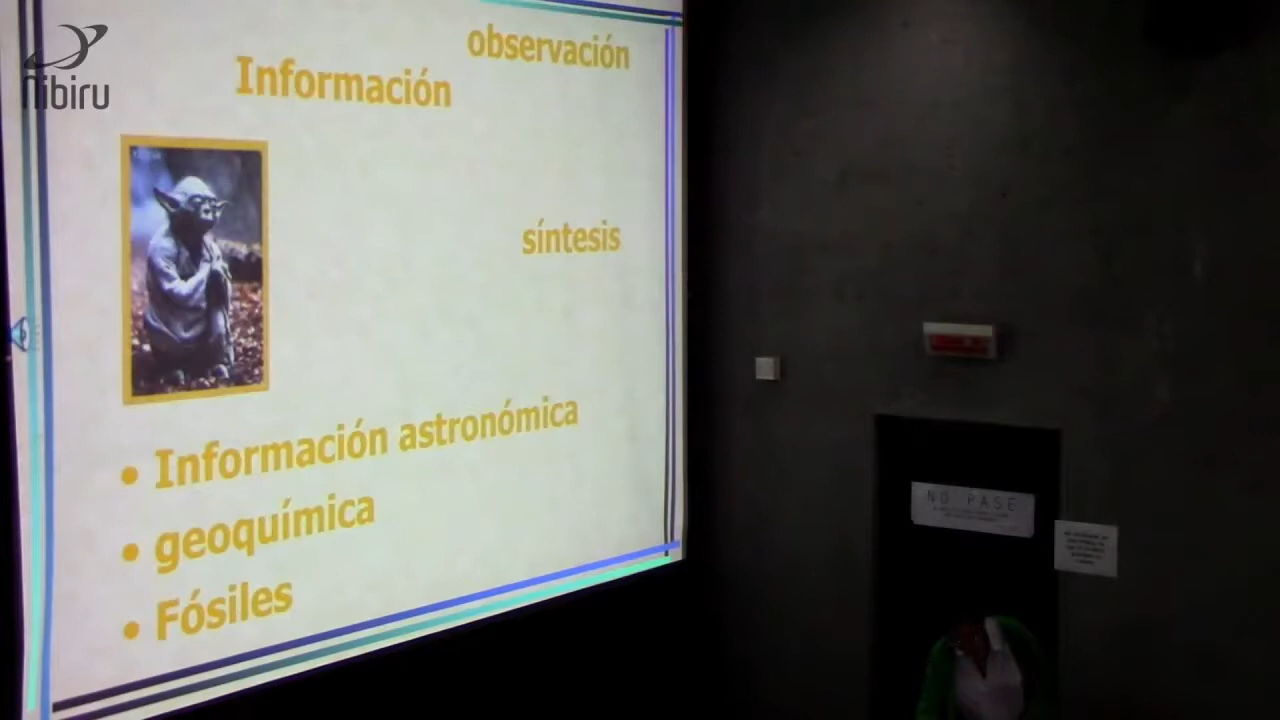 Nibiru
observación
Información
síntesis
• Información astronómica
• geoquímica
• Fósiles
NO PASE